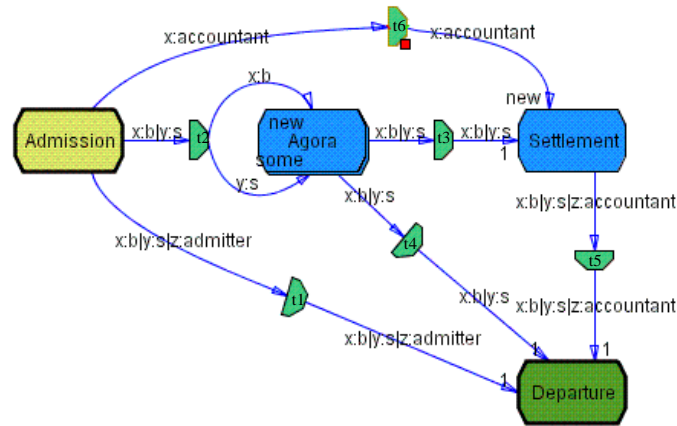 x:accountant
t6
x:accountant
x:b
new
Admission
x:b|y:s
t2
new
Agora
some
x:b|y:s
t3
x:b|y:s
1
Settlement
y:s
x:b|y:s
x:b|y:s|z:accountant
x:b|y:s|z:admitter
t4
t5
t1
x:b|y:s
x:b|y:s|z:accountant
x:b|y:s|z:admitter
1
1
1
Departure